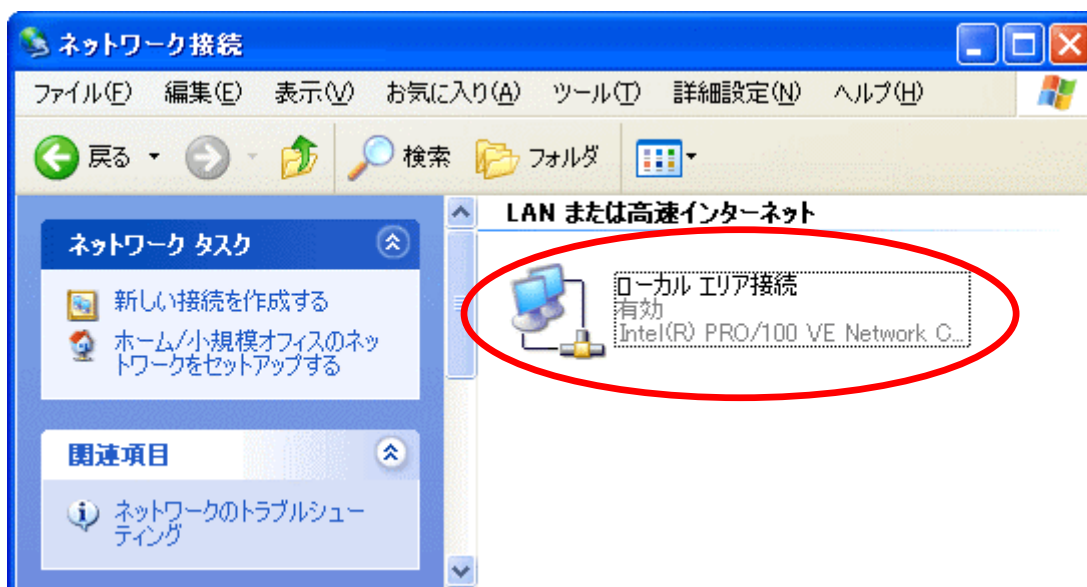 ネットワーク接続
ファイル(F) 編集(E) 表示(V) お気に入り(A) ツール(T) 詳細設定(N) ヘルプ(H)
戻る 検索 フォルダ
ネットワーク タスク
新しい接続を作成する
ホーム/小規模オフィスのネッ
トワークをセットアップする
関連項目
ネットワークのトラブルシュー
ティング
LAN または高速インターネット
ローカル エリア接続
有効
Intel(R) PRO/100 VE Network C...